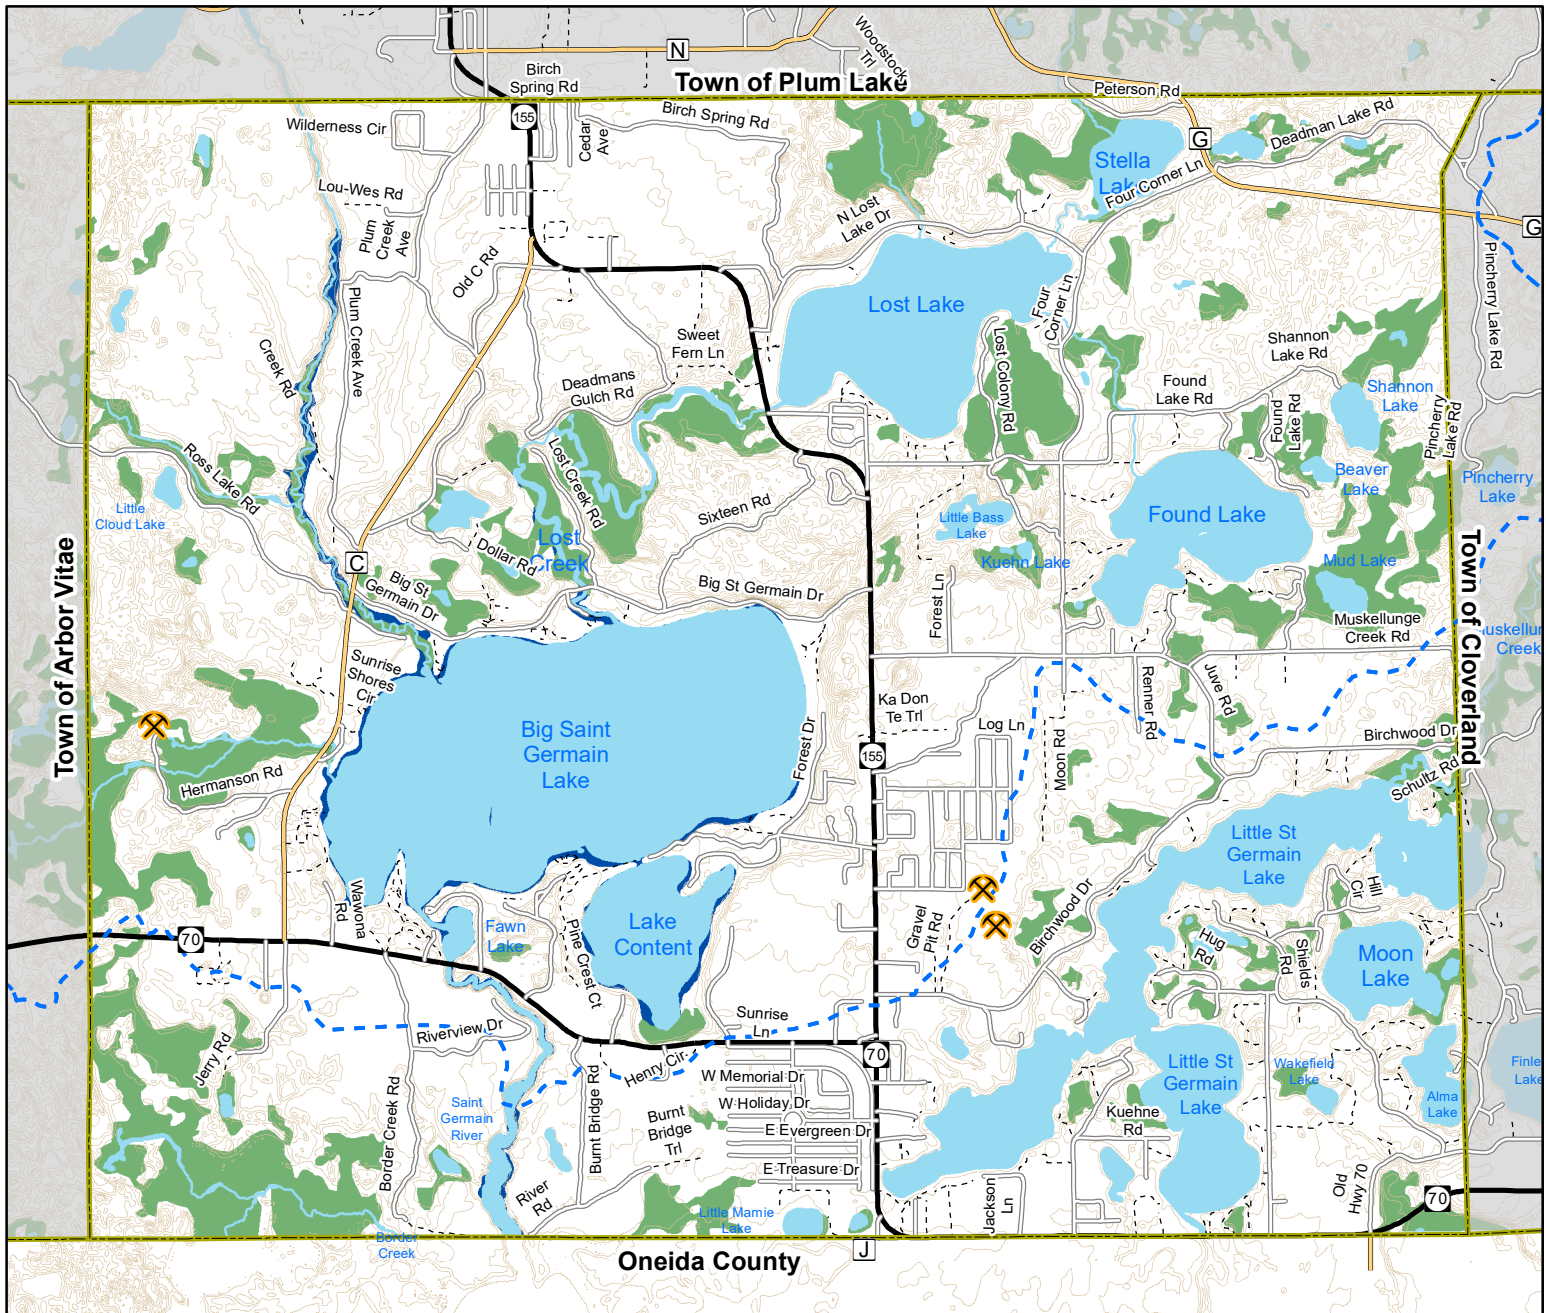 N
Woodstock
Trl
Birch
Spring Rd
Town of Plum Lake
Peterson Rd
155
Wilderness Cir
Cedar
Ave
Birch Spring Rd
G
Deadman Lake Rd
Stella
Lake
Four Corner Ln
Lou-Wes Rd
N Lost
Lake Dr
Plum
Creek
Ave
G
Old C Rd
Pincherry Lake Rd
Lost Lake
Four
Corner Ln
Plum Creek Ave
Creek Rd
Sweet
Fern Ln
Lost Colony Rd
Shannon
Lake Rd
Deadmans
Gulch Rd
Found
Lake Rd
Shannon
Lake
Found
Lake Rd
Pincherry
Lake Rd
Ross Lake Rd
Lost Creek Rd
Beaver
Lake
Pincherry
Lake
Little
Cloud Lake
Sixteen Rd
Little Bass
Lake
Found Lake
Lost
Creek
Dollar Rd
Kuehn Lake
Mud Lake
C
Town of Arbor Vitae
Town of Cloverland
Big St
Germain Dr
Big St Germain Dr
Forest Ln
Muskellunge
Creek Rd
Creek
Sunrise
Shores
Cir
Renner Rd
Juve Rd
Ka Don
Te Trl
Log Ln
Moon Rd
Big Saint
Germain
Lake
Forest Dr
155
Birchwood Dr
Schultz Rd
Hermanson Rd
Little St
Germain
Lake
Wawona
Rd
Birchwood Dr
Hill
Cir
Fawn
Lake
Lake
Content
Pine Crest Ct
Gravel
Pit Rd
Hug
Rd
Shields
Rd
Moon
Lake
70
Sunrise
Ln
Riverview Dr
Jerry Rd
Henry Cir
70
Little St
Germain
Lake
Wakefield
Lake
Finle
Lake
W Memorial Dr
Border Creek Rd
Burnt Bridge Rd
Saint
Germain
River
W Holiday Dr
Burnt
Bridge
Trl
E Evergreen Dr
Kuehne
Rd
Alma
Lake
E Treasure Dr
River
Rd
Jackson
Ln
Old
Hwy 70
70
Little Mamie
Lake
Border
Creek
J
Oneida County